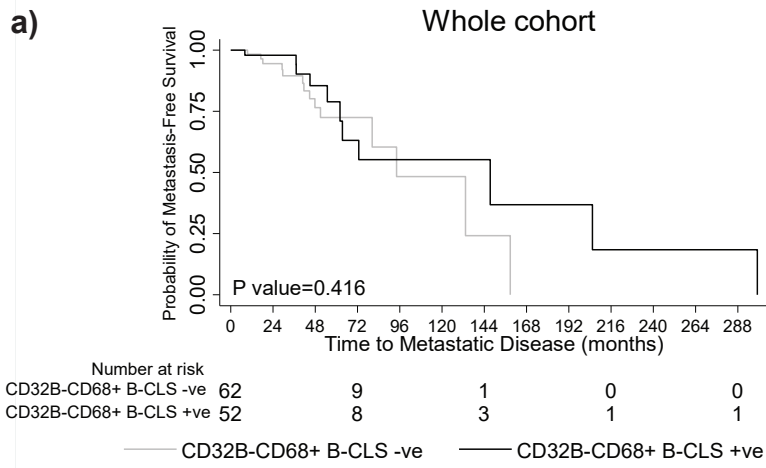 a)
Whole cohort
Probability of Metastasis-Free Survival
1.00
0.75
0.50
0.25
0.00
P value=0.416
0 24 48 72 96 120 144 168 192 216 240 264 288
Time to Metastatic Disease (months)
Number at risk
CD32B-CD68+ B-CLS -ve 62 9 1 0 0
CD32B-CD68+ B-CLS +ve 52 8 3 1 1
CD32B-CD68+ B-CLS -ve CD32B-CD68+ B-CLS +ve